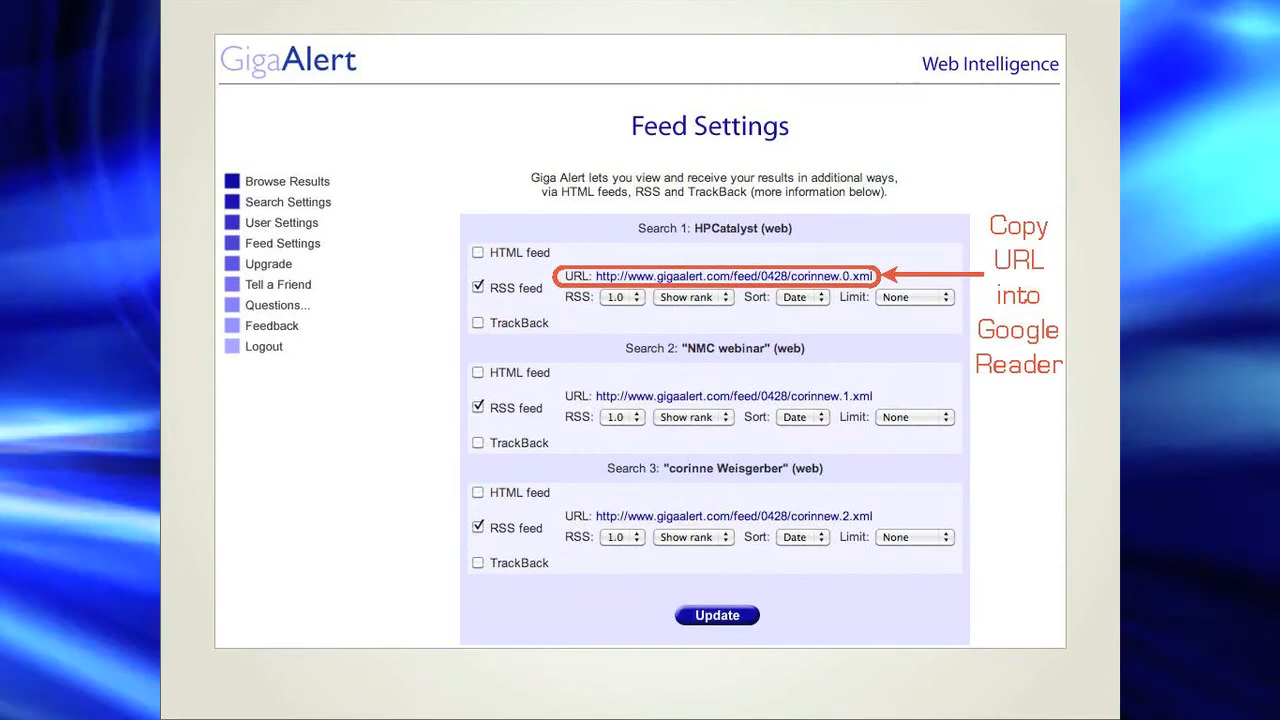 GigaAlert
Web Intelligence
Feed Settings
Browse Results
Search Settings
User Settings
Feed Settings
Upgrade
Tell a Friend
Questions...
Feedback
Logout
Giga Alert lets you view and receive your results in additional ways,
via HTML feeds, RSS and TrackBack (more information below).
Search 1: HPCatalyst (web)
HTML feed
RSS feed
URL: http://www.gigaalert.com/feed/0428/corinnew.0.xml
RSS: 1.0 Show rank Sort: Date Limit: None
TrackBack
Copy
URL
into
Google
Reader
Search 2: "NMC webinar" (web)
HTML feed
RSS feed
URL: http://www.gigaalert.com/feed/0428/corinnew.1.xml
RSS: 1.0 Show rank Sort: Date Limit: None
TrackBack
Search 3: "corinne Weisgerber" (web)
HTML feed
RSS feed
URL: http://www.gigaalert.com/feed/0428/corinnew.2.xml
RSS: 1.0 Show rank Sort: Date Limit: None
TrackBack
Update